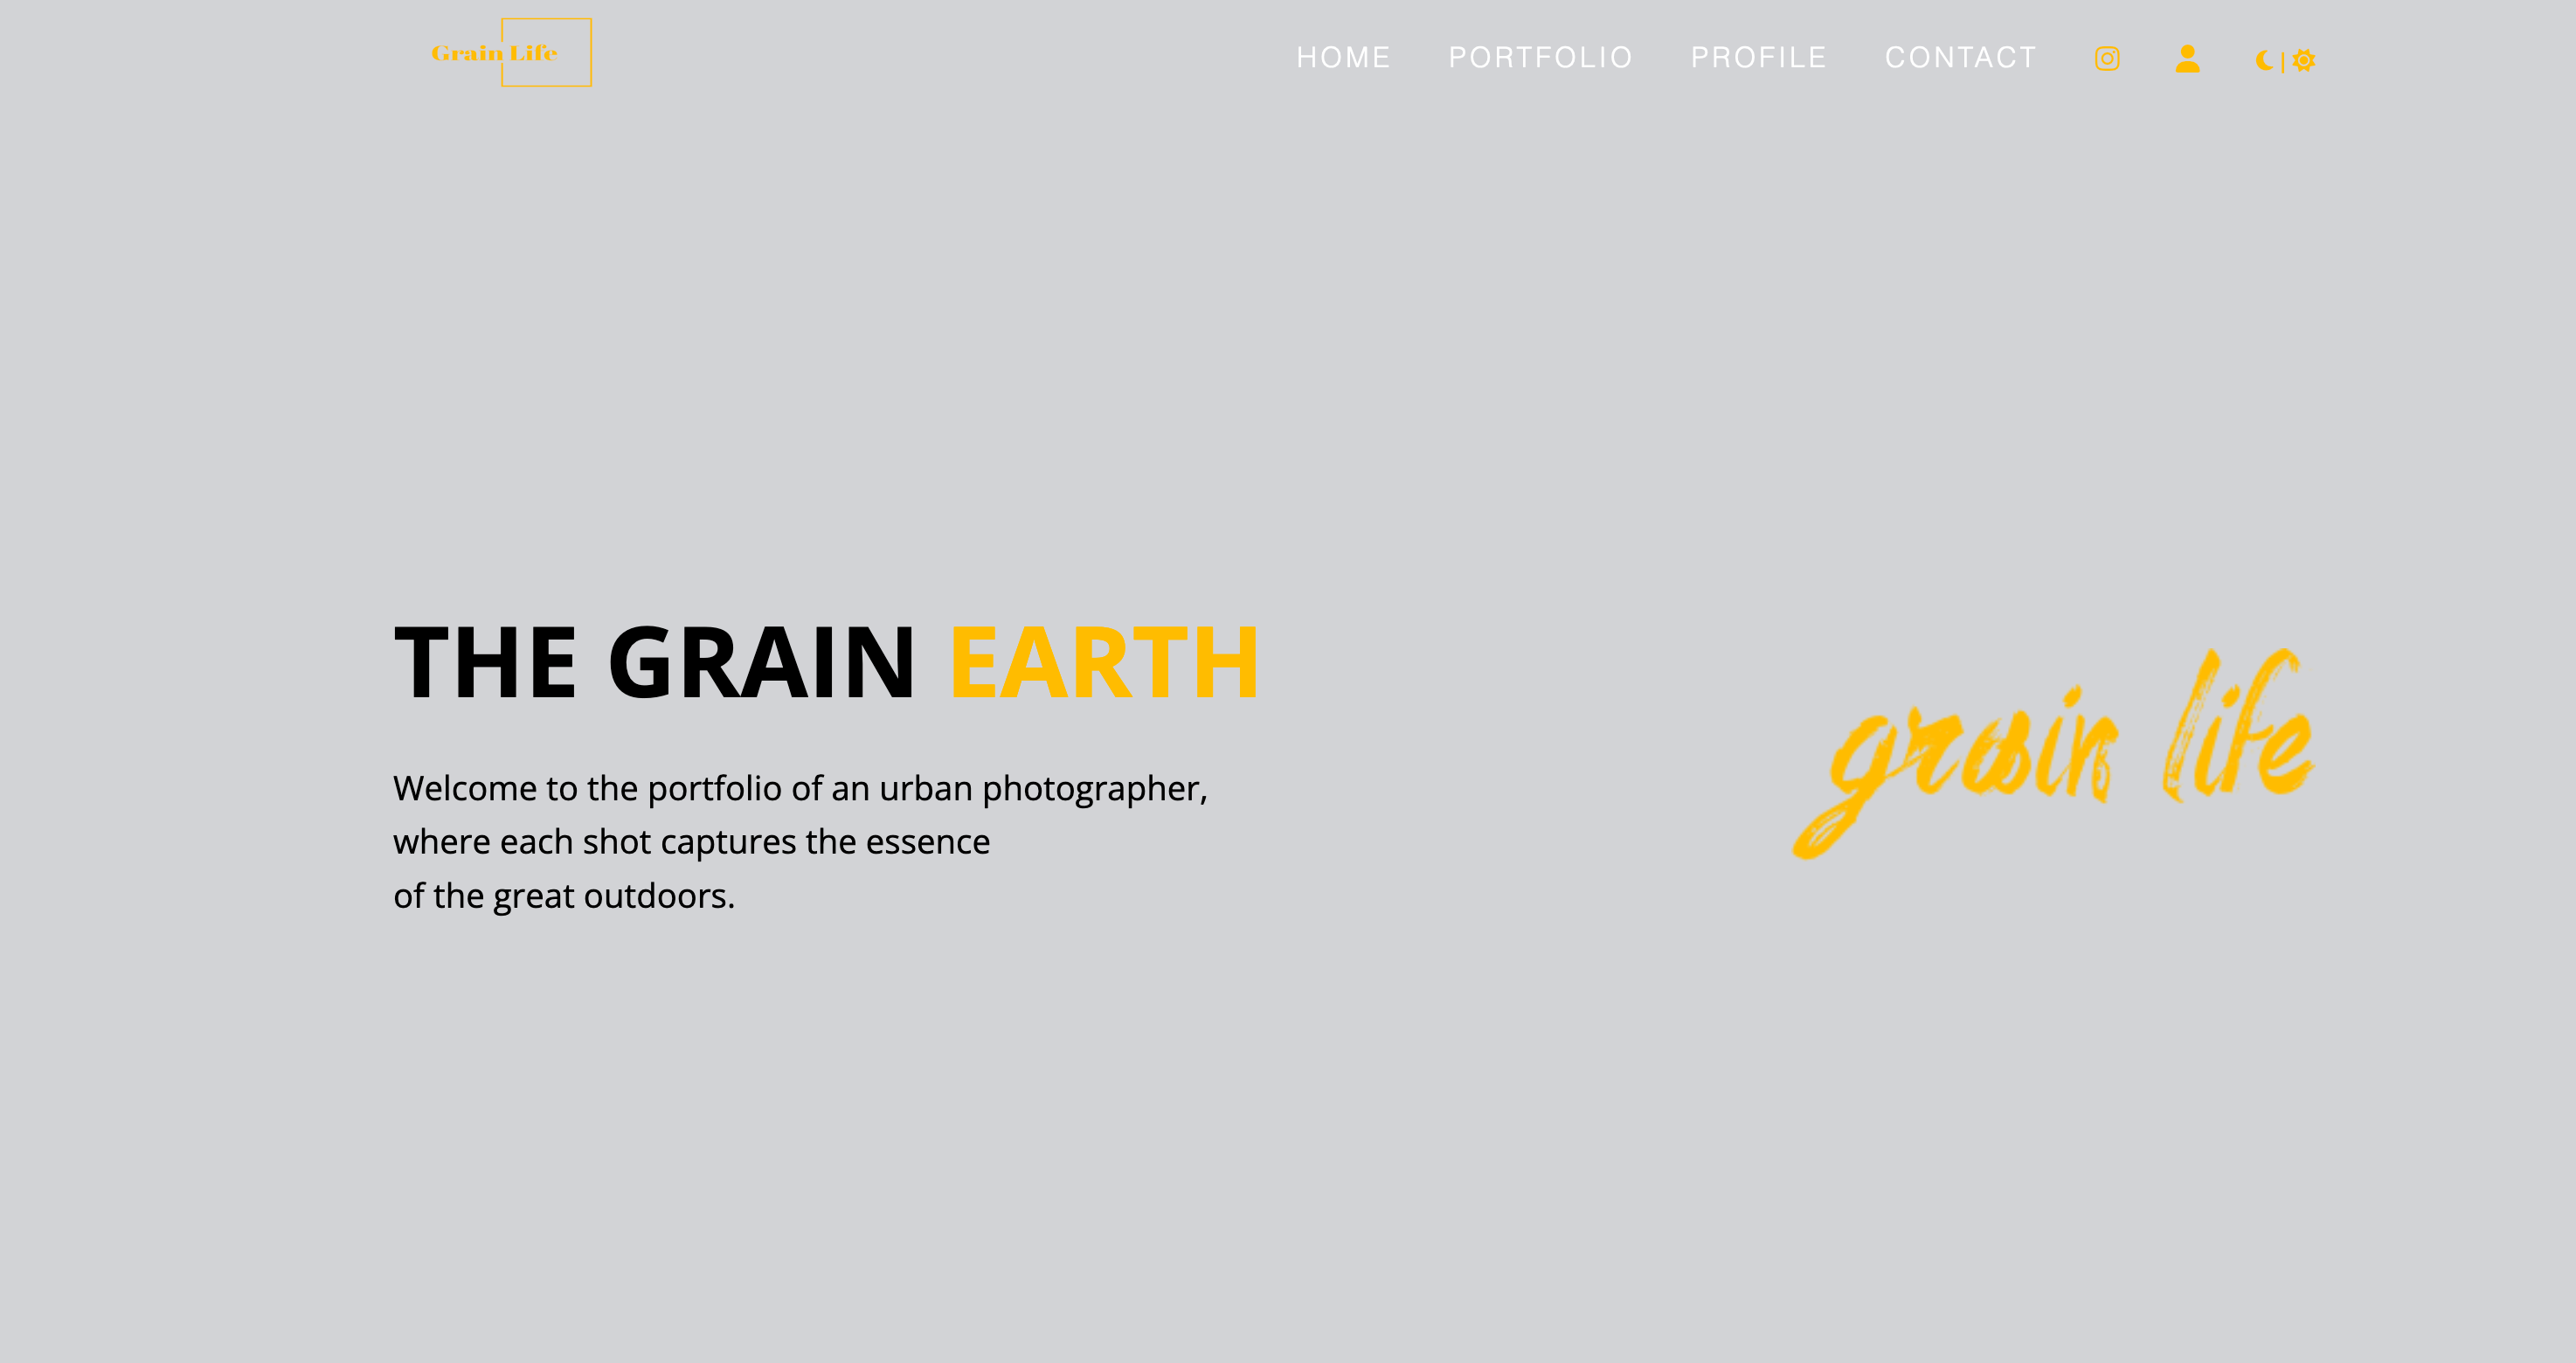 Grain Life
HOME PORTFOLIO PROFILE CONTACT
THE GRAIN EARTH
Welcome to the portfolio of an urban photographer,
where each shot captures the essence
of the great outdoors.
grain life